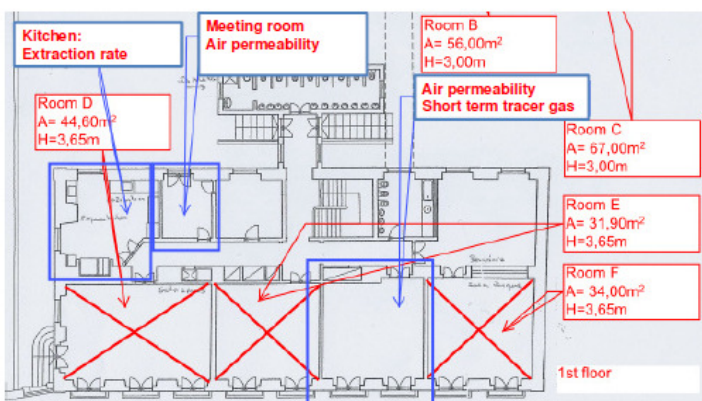 Kitchen:
Extraction rate
Meeting room
Air permeability
Room B
A= 56,00m²
H=3,00m
Air permeability
Short term tracer gas
Room D
A= 44,60m²
H=3,65m
Room C
A= 67,00m²
H=3,00m
Room E
A= 31,90m²
H=3,65m
Room F
A= 34,00m²
H=3,65m
1st floor